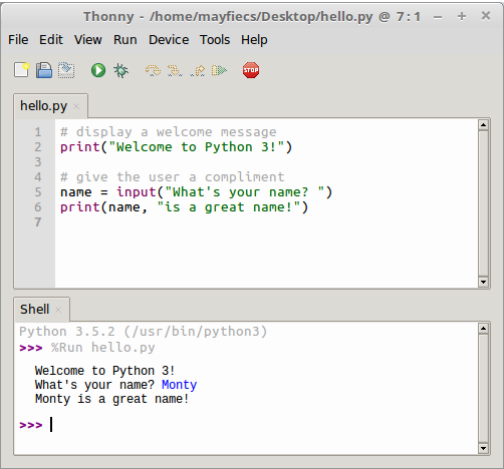 Thonny - /home/mayfiecs/Desktop/hello.py @ 7:1
File Edit View Run Device Tools Help
STOP
hello.py
1 # display a welcome message
2 print("Welcome to Python 3!")
3
4 # give the user a compliment
5 name = input("What's your name? ")
6 print(name, "is a great name!")
7
Shell
Python 3.5.2 (/usr/bin/python3)
>>> %Run hello.py
Welcome to Python 3!
What's your name? Monty
Monty is a great name!
>>>